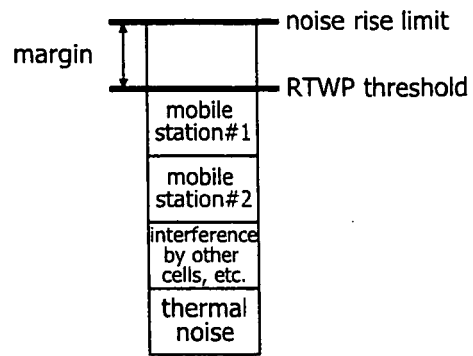 noise rise limit
margin
RTWP threshold
mobile
station#1
mobile
station#2
interference
by other
cells, etc.
thermal
noise